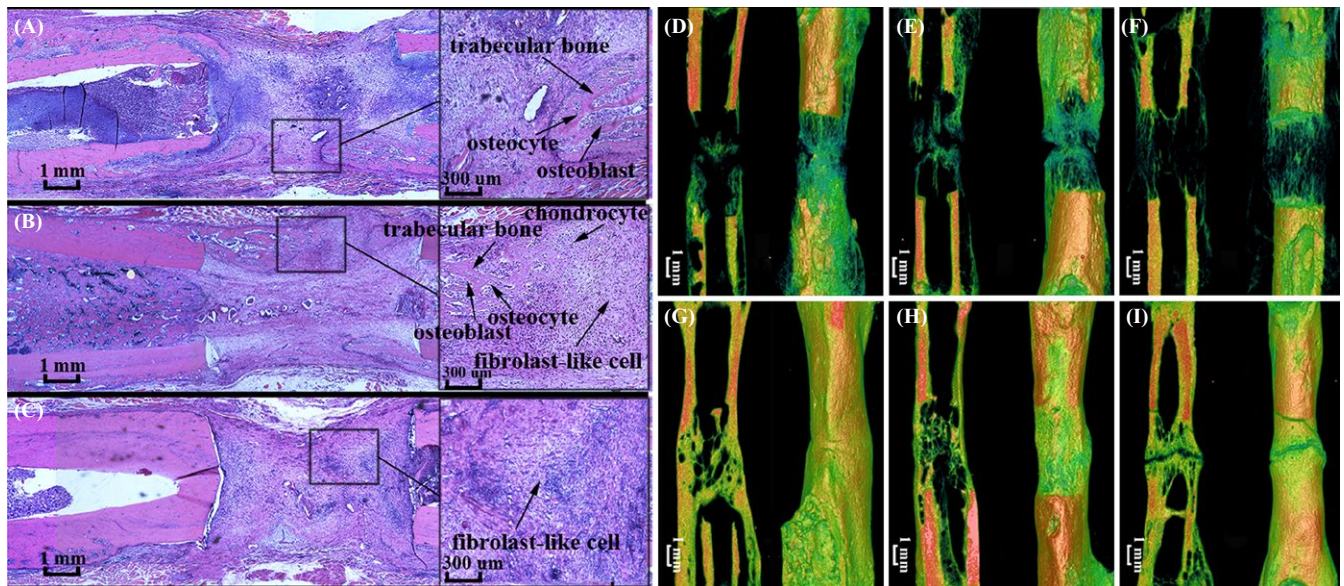 (A)
trabecular bone
osteocyte
osteoblast
1 mm
300 um
(B)
chondrocyte
trabecular bone
osteocyte
osteoblast
fibrolast-like cell
1 mm
300 um
(C)
fibrolast-like cell
1 mm
300 um
(D)
1 mm
(E)
1 mm
(F)
1 mm
(G)
1 mm
(H)
1 mm
(I)
1 mm